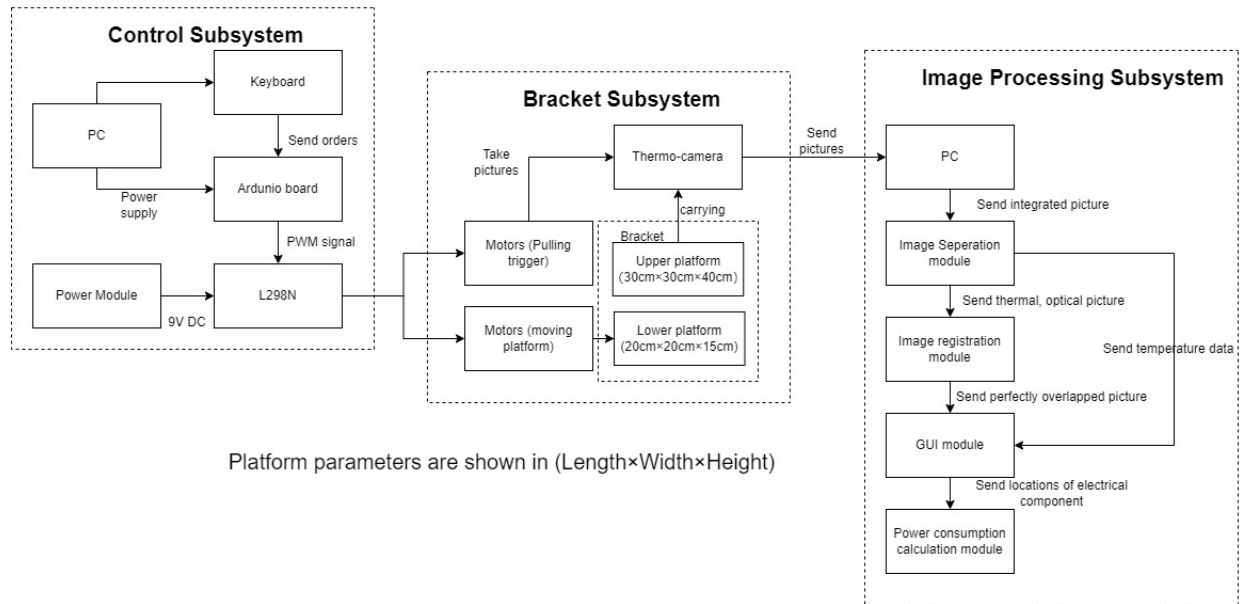 Control Subsystem
Keyboard
PC
Send orders
Ardunio board
Power
supply
PWM signal
Power Module
9V DC
L298N
Bracket Subsystem
Take
pictures
Thermo-camera
carrying
Motors (Pulling
trigger)
Bracket
Upper platform
(30cm×30cm×40cm)
Motors (moving
platform)
Lower platform
(20cm×20cm×15cm)
Send
pictures
Image Processing Subsystem
PC
Send integrated picture
Image Seperation
module
Send thermal, optical picture
Image registration
module
Send temperature data
Send perfectly overlapped picture
GUI module
Send locations of electrical
component
Power consumption
calculation module
Platform parameters are shown in (Length×Width×Height)